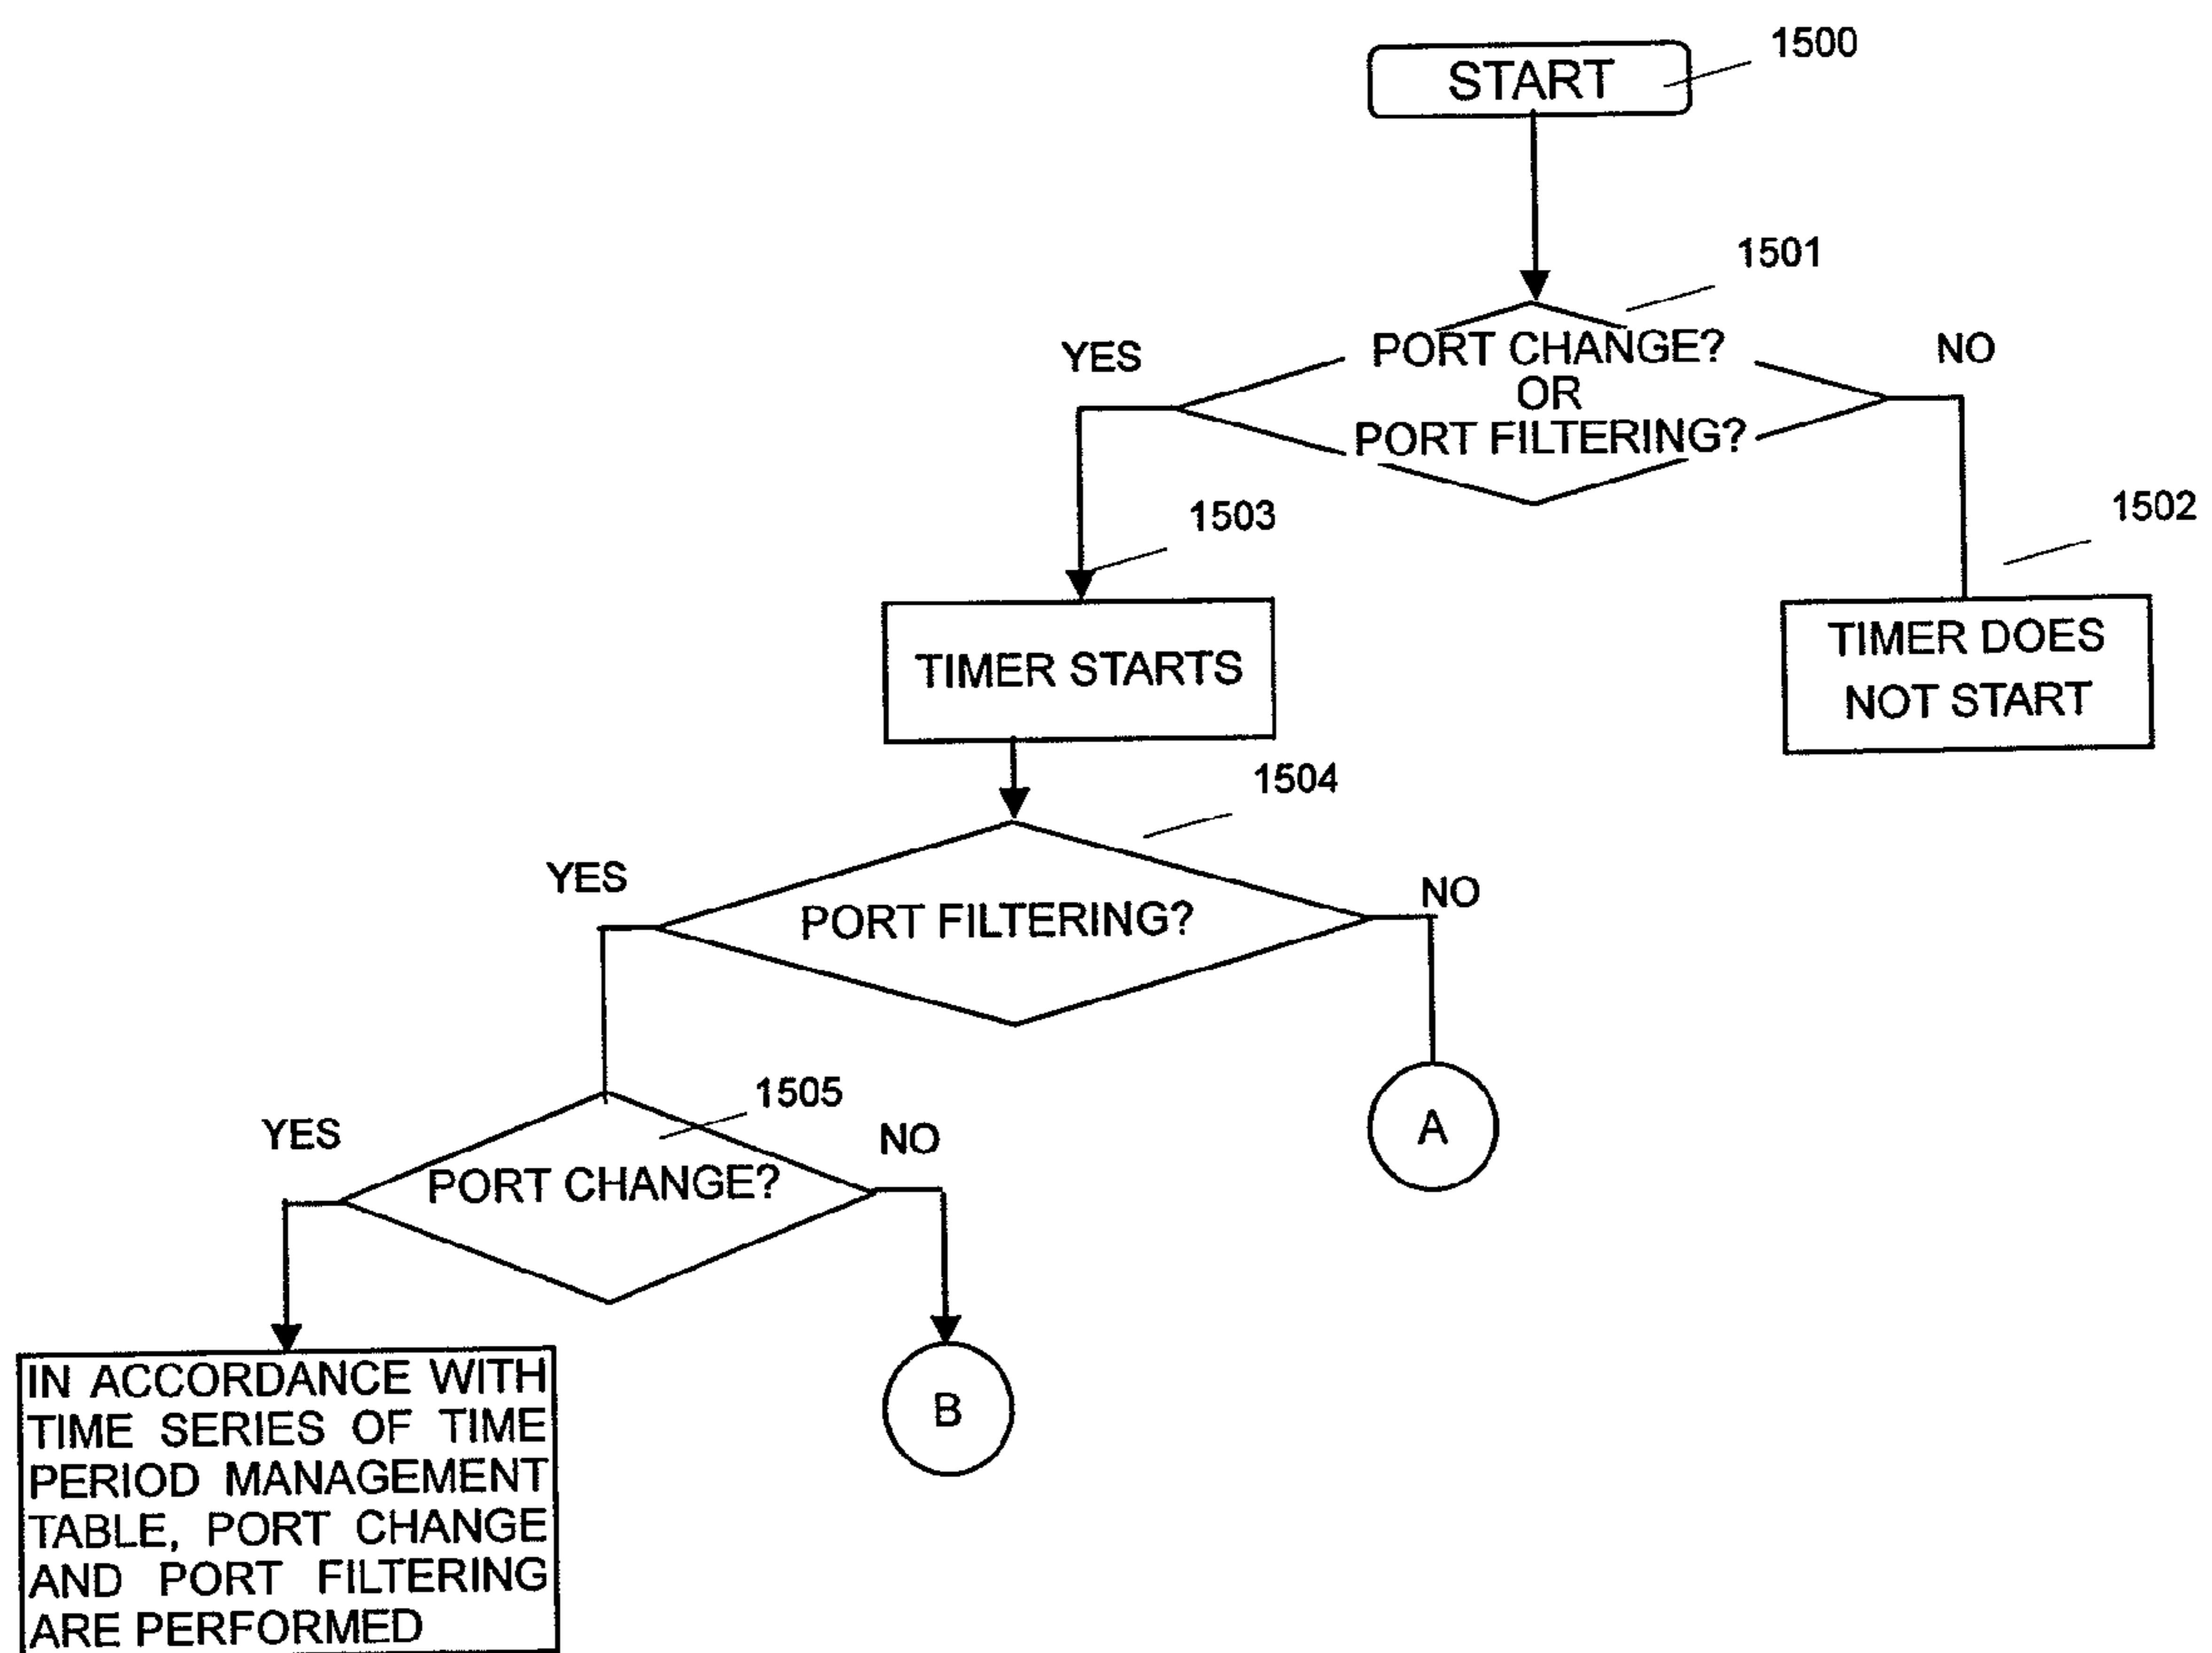 1500
START
1501
YES
PORT CHANGE?
OR
PORT FILTERING?
NO
1503
1502
TIMER STARTS
TIMER DOES
NOT START
1504
YES
PORT FILTERING?
NO
1505
YES
PORT CHANGE?
NO
A
B
IN ACCORDANCE WITH
TIME SERIES OF TIME
PERIOD MANAGEMENT
TABLE, PORT CHANGE
AND PORT FILTERING
ARE PERFORMED